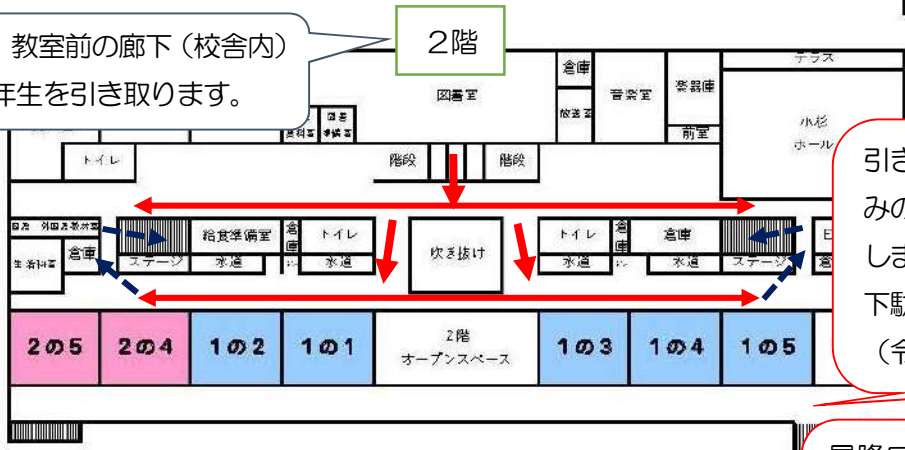 教室前の廊下（校舎内）
年生を引き取ります。
2階
図書室
倉庫
放送室
音楽室
楽器庫
前室
テラス
小杉
ホール
図書
準備室
トイレ
階段
階段
引き
みの
しま
下駄
（令
倉庫
ステージ
給食準備室
水道
倉庫
トイレ
水道
吹き抜け
トイレ
水道
倉庫
倉庫
水道
ステージ
倉
2の5
2の4
1の2
1の1
2階
オープンスペース
1の3
1の4
1の5